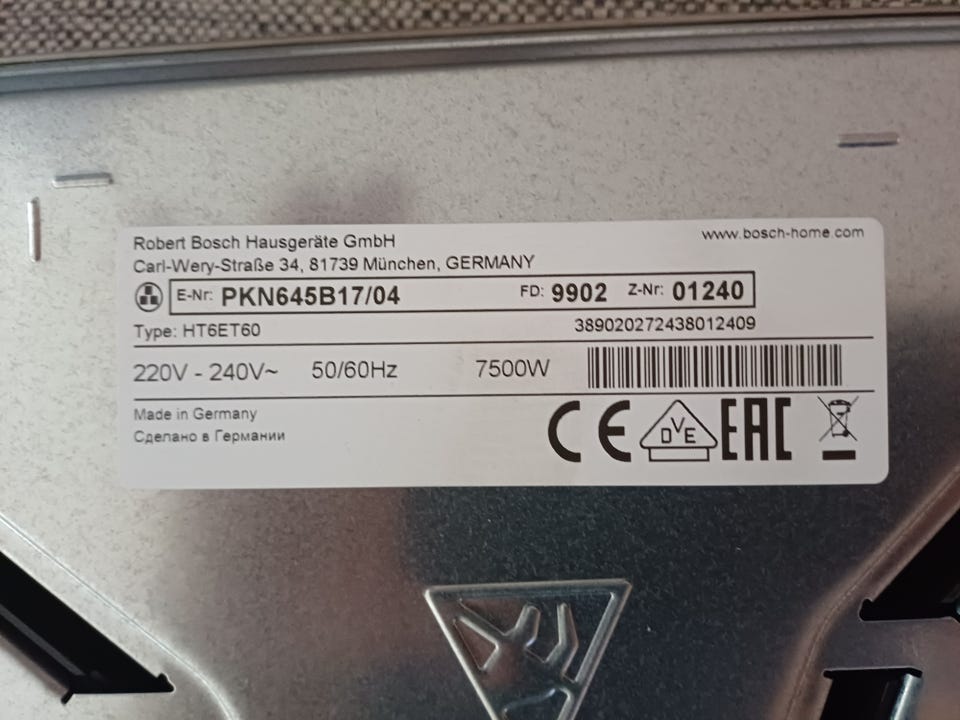 Robert Bosch Hausgeräte GmbH
www.bosch-home.com
Carl-Wery-Straße 34, 81739 München, GERMANY
E-Nr: PKN645B17/04 FD: 9902 Z-Nr: 01240
Type: HT6ET60 389020272438012409
220V - 240V~ 50/60Hz 7500W
Made in Germany
Сделано в Германии
CE DVE EAC